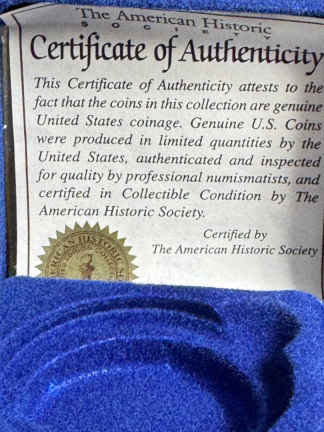 The American Historic
S O C I E T Y
Certificate of Authenticity
This Certificate of Authenticity attests to the
fact that the coins in this collection are genuine
United States coinage. Genuine U.S. Coins
were produced in limited quantities by the
United States, authenticated and inspected
for quality by professional numismatists, and
certified in Collectible Condition by The
American Historic Society.
Certified by
The American Historic Society